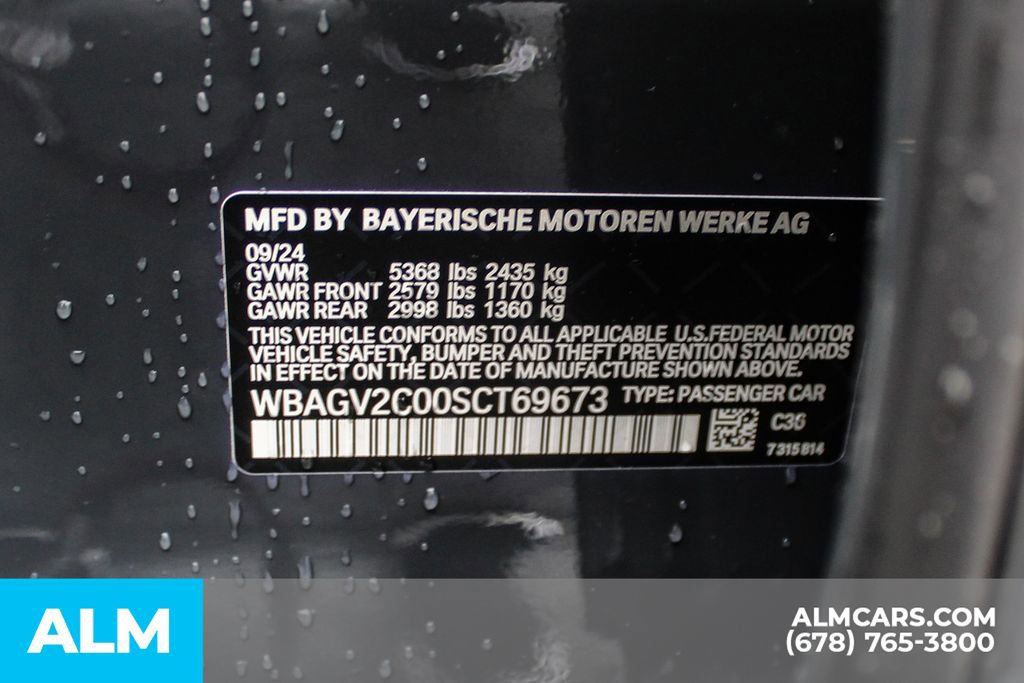 MFD BY BAYERISCHE MOTOREN WERKE AG
09/24
GVWR 5368 lbs 2435 kg
GAWR FRONT 2579 lbs 1170 kg
GAWR REAR 2998 lbs 1360 kg
THIS VEHICLE CONFORMS TO ALL APPLICABLE U.S.FEDERAL MOTOR
VEHICLE SAFETY, BUMPER AND THEFT PREVENTION STANDARDS
IN EFFECT ON THE DATE OF MANUFACTURE SHOWN ABOVE.
WBAGV2C00SCT69673 TYPE: PASSENGER CAR
C36
7315814
ALM
ALMCARS.COM
(678) 765-3800